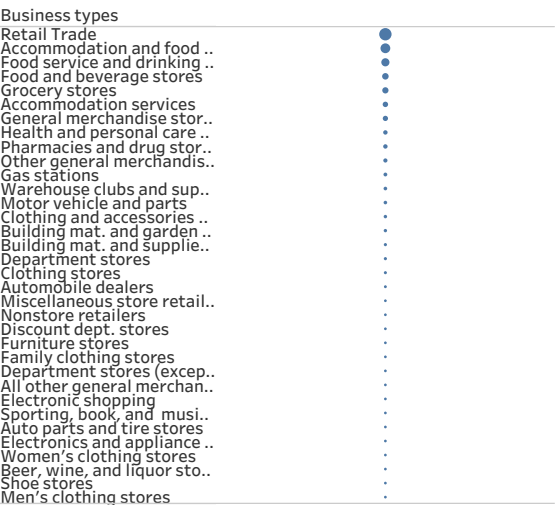 Business types
Retail Trade
Accommodation and food ..
Food service and drinking ..
Food and beverage stores
Grocery stores
Accommodation services
General merchandise stor..
Health and personal care ..
Pharmacies and drug stor..
Other general merchandis..
Gas stations
Warehouse clubs and sup..
Motor vehicle and parts
Clothing and accessories ..
Building mat. and garden ..
Building mat. and supplie..
Department stores
Clothing stores
Automobile dealers
Miscellaneous store retail..
Nonstore retailers
Discount dept. stores
Furniture stores
Family clothing stores
Department stores (excep..
All other general merchan..
Electronic shopping
Sporting, book, and  musi..
Auto parts and tire stores
Electronics and appliance ..
Women’s clothing stores
Beer, wine, and liquor sto..
Shoe stores
Men’s clothing stores